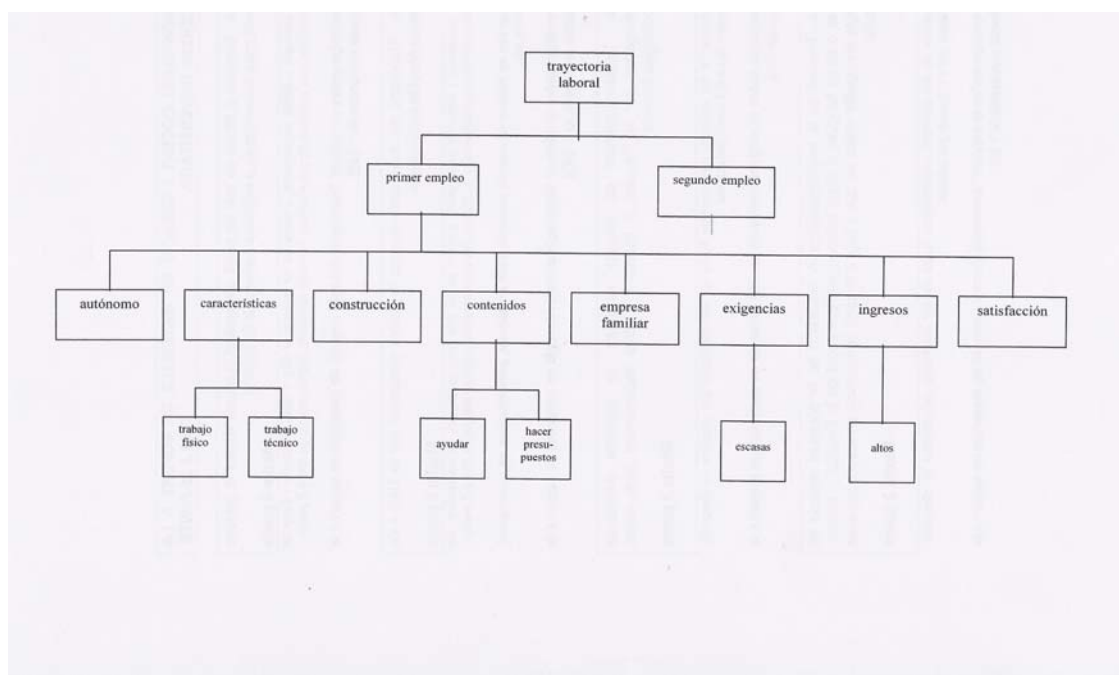 trayectoria
laboral
primer empleo
segundo empleo
autónomo
características
construcción
contenidos
empresa
familiar
exigencias
ingresos
satisfacción
trabajo
físico
trabajo
técnico
ayudar
hacer
presu-
puestos
escasas
altos